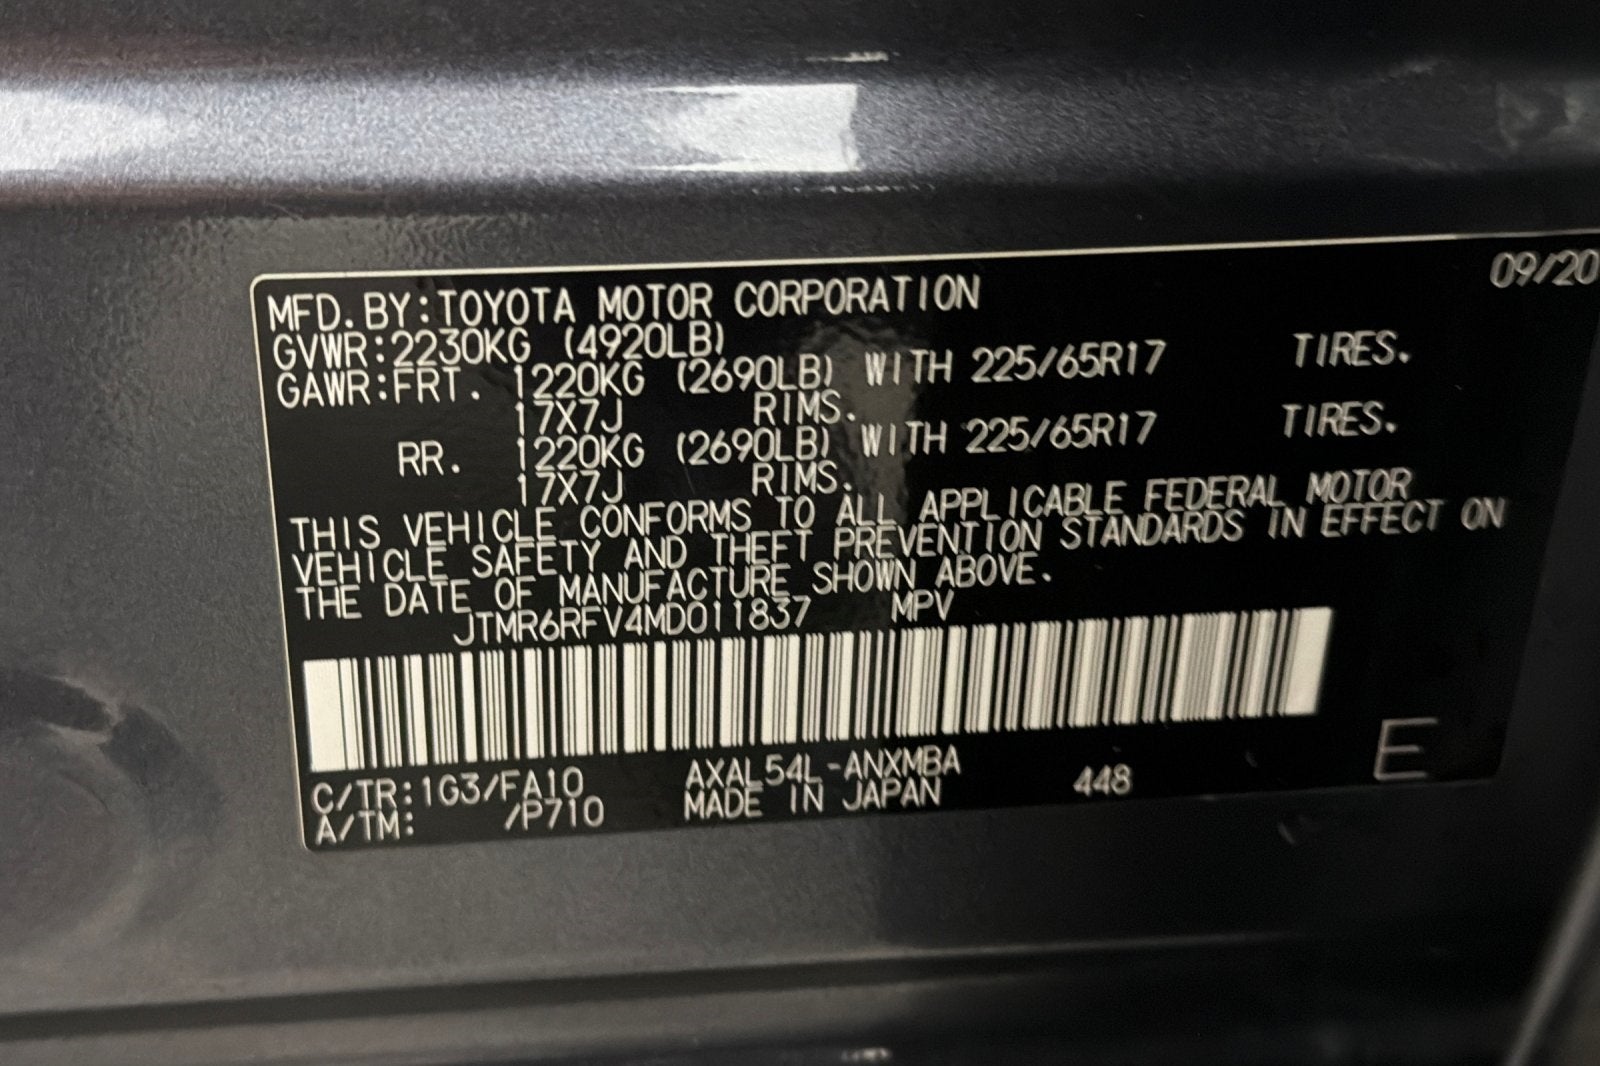 09/20
MFD.BY:TOYOTA MOTOR CORPORATION
GVWR:2230KG (4920LB)
GAWR:FRT. 1220KG (2690LB) WITH 225/65R17 TIRES.
17X7J RIMS.
RR. 1220KG (2690LB) WITH 225/65R17 TIRES.
17X7J RIMS.
THIS VEHICLE CONFORMS TO ALL APPLICABLE FEDERAL MOTOR
VEHICLE SAFETY AND THEFT PREVENTION STANDARDS IN EFFECT ON
THE DATE OF MANUFACTURE SHOWN ABOVE.
JTMR6RFV4MD011837 MPV
C/TR:1G3/FA10 AXAL54L-ANXMBA 448 E
A/TM: /P710 MADE IN JAPAN